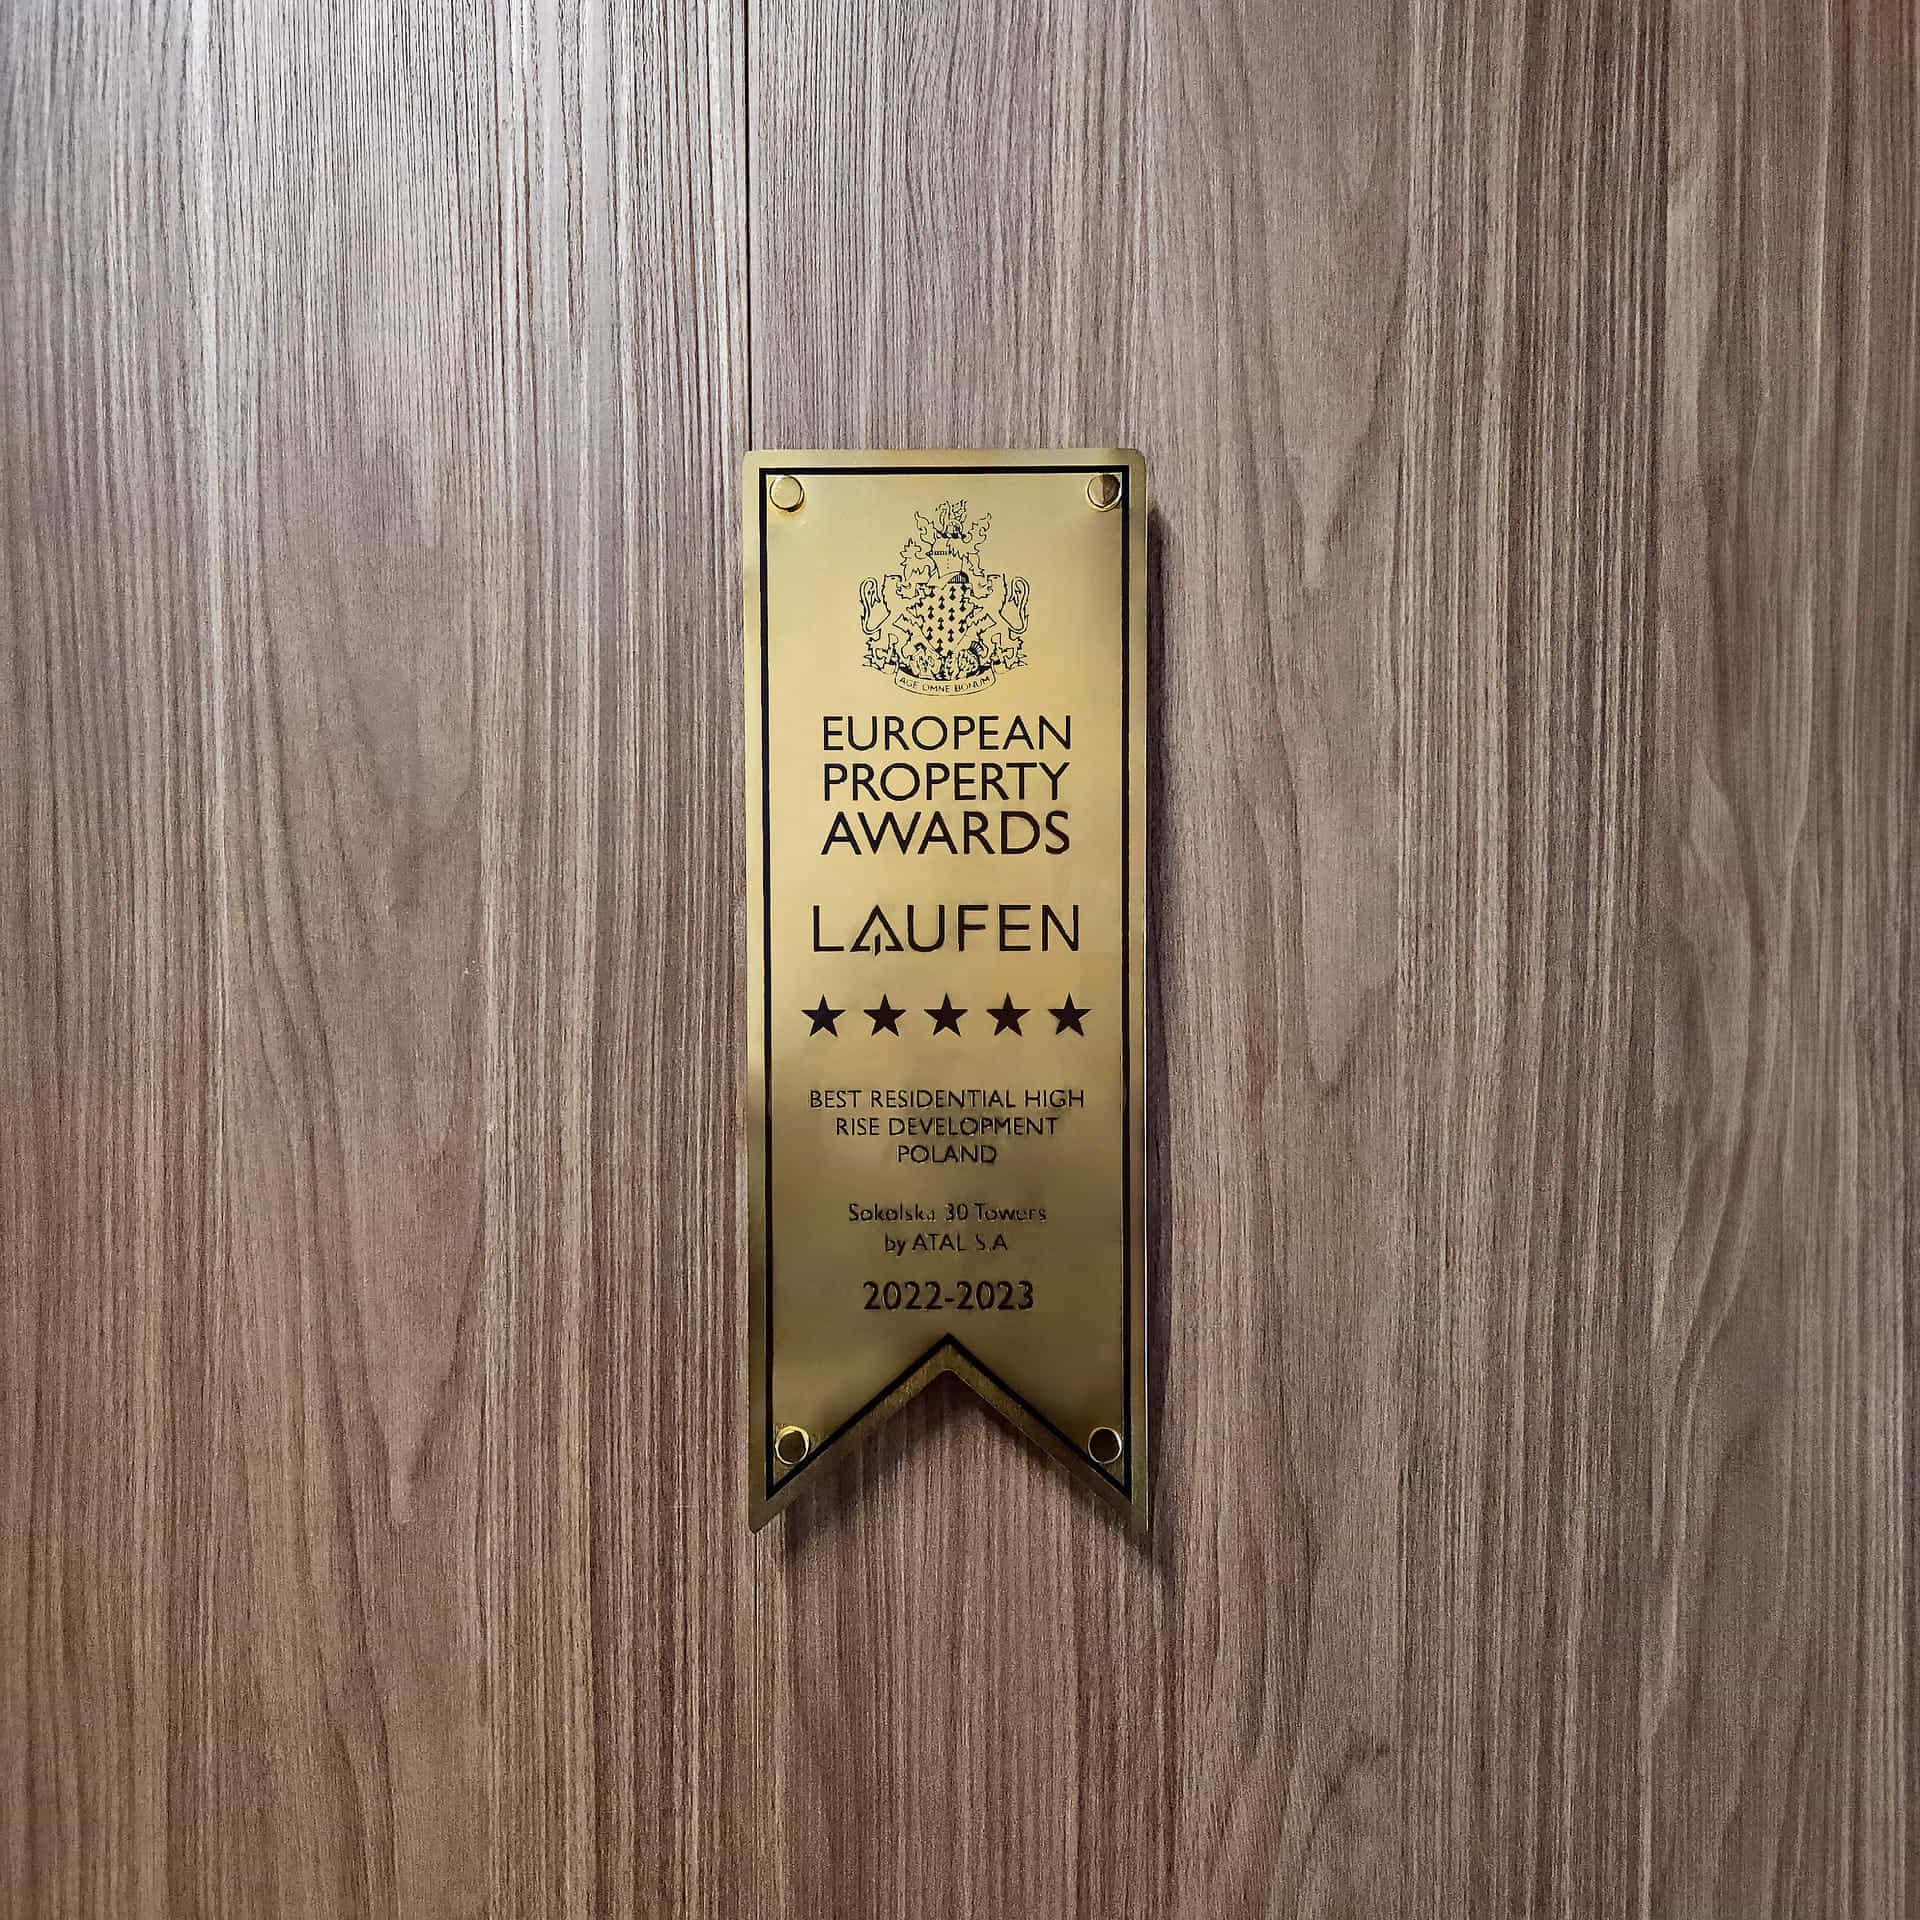 AGE OMNE BONUM
EUROPEAN
PROPERTY
AWARDS
LAUFEN
★★★★★
BEST RESIDENTIAL HIGH
RISE DEVELOPMENT
POLAND
Sokolska 30 Towers
by ATAL S.A
2022-2023